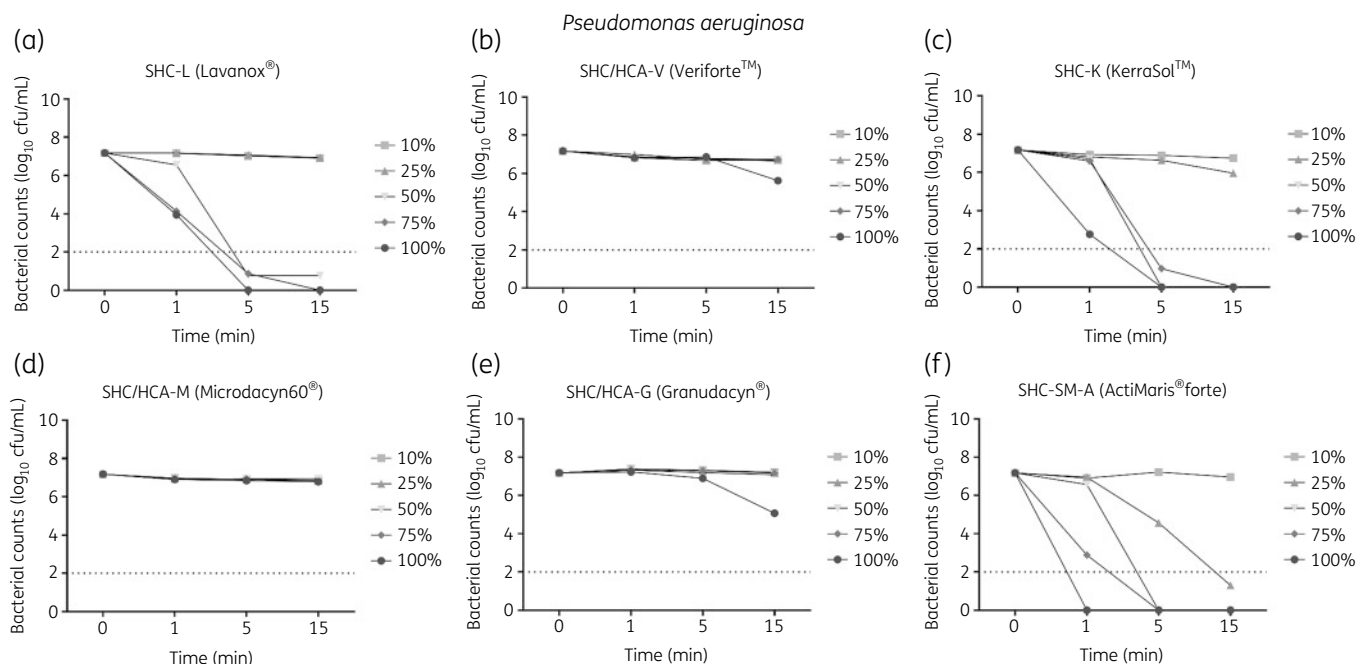 Pseudomonas aeruginosa
(a)
SHC-L (Lavanox®)
Bacterial counts (log10 cfu/mL)
10
8
6
4
2
0
0 1 5 15
Time (min)
10%
25%
50%
75%
100%
(b)
SHC/HCA-V (Veriforte™)
Bacterial counts (log10 cfu/mL)
10
8
6
4
2
0
0 1 5 15
Time (min)
10%
25%
50%
75%
100%
(c)
SHC-K (KerraSol™)
Bacterial counts (log10 cfu/mL)
10
8
6
4
2
0
0 1 5 15
Time (min)
10%
25%
50%
75%
100%
(d)
SHC/HCA-M (Microdacyn60®)
Bacterial counts (log10 cfu/mL)
10
8
6
4
2
0
0 1 5 15
Time (min)
10%
25%
50%
75%
100%
(e)
SHC/HCA-G (Granudacyn®)
Bacterial counts (log10 cfu/mL)
10
8
6
4
2
0
0 1 5 15
Time (min)
10%
25%
50%
75%
100%
(f)
SHC-SM-A (ActiMaris®forte)
Bacterial counts (log10 cfu/mL)
10
8
6
4
2
0
0 1 5 15
Time (min)
10%
25%
50%
75%
100%